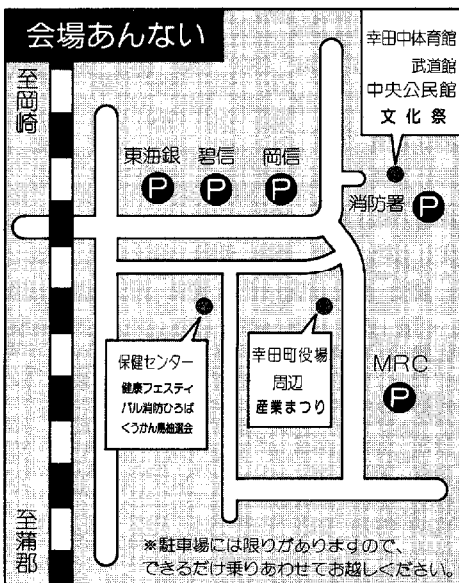 会場あんない
至岡崎
幸田中体育館
武道館
中央公民館
文化祭
東海銀
碧信
岡信
P
P
P
消防署
P
保健センター
健康フェスティ
バル消防ひろば
くうかん鳥抽選会
幸田町役場
周辺
産業まつり
MRC
P
至蒲郡
※駐車場には限りがありますので、
できるだけ乗りあわせてお越しください。